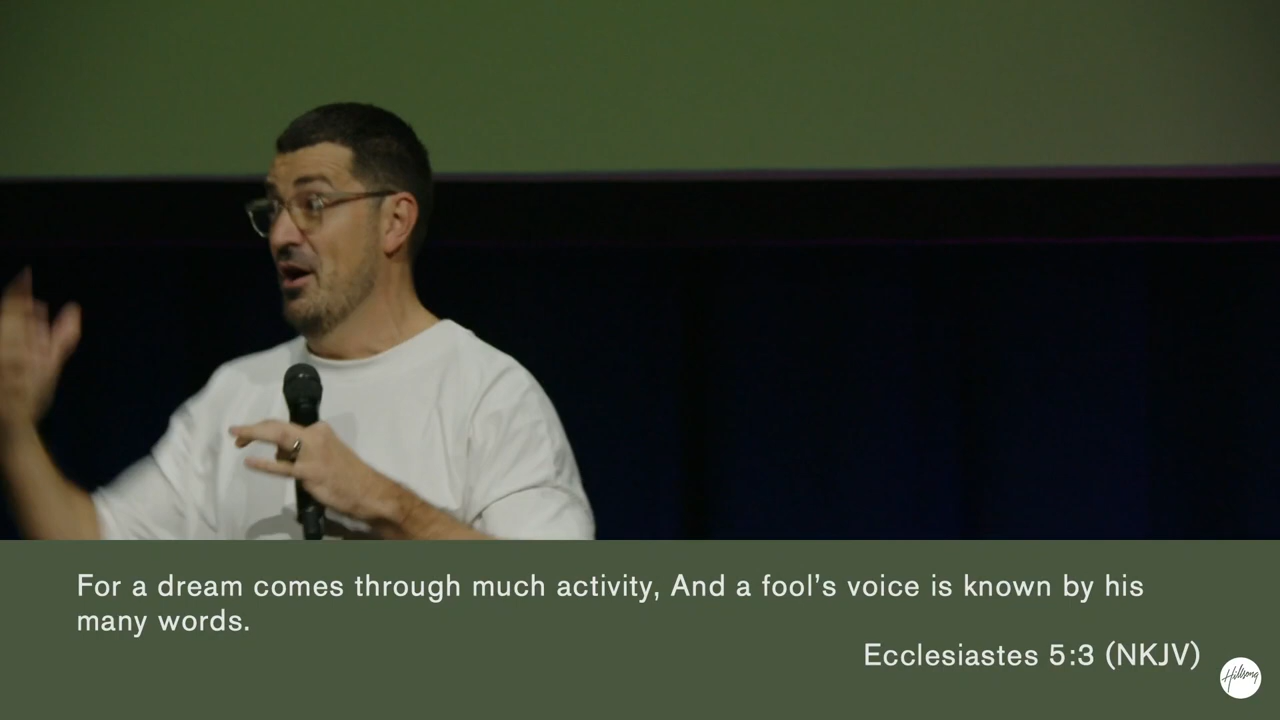 For a dream comes through much activity, And a fool’s voice is known by his
many words.
Ecclesiastes 5:3 (NKJV)
Hillsong